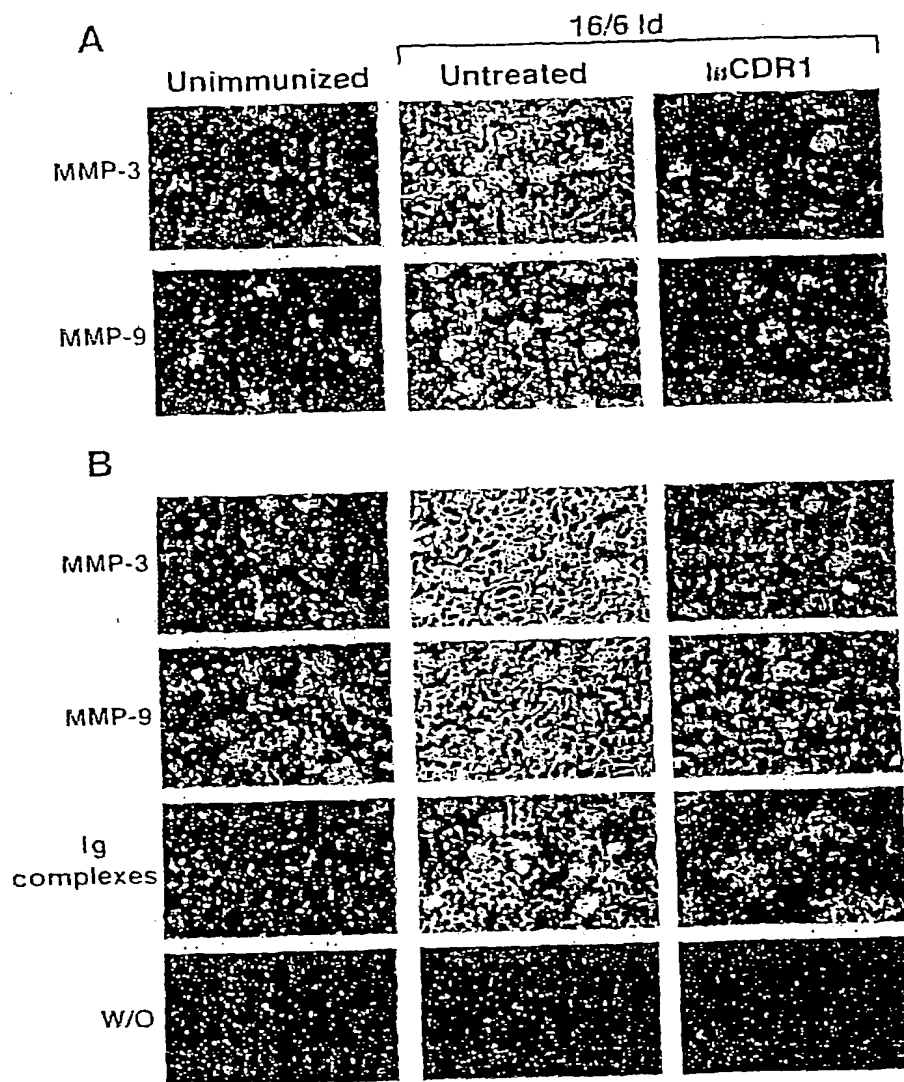 A
16/6 Id
Unimmunized
Untreated
hCDR1
MMP-3
MMP-9
B
MMP-3
MMP-9
Ig
complexes
W/O